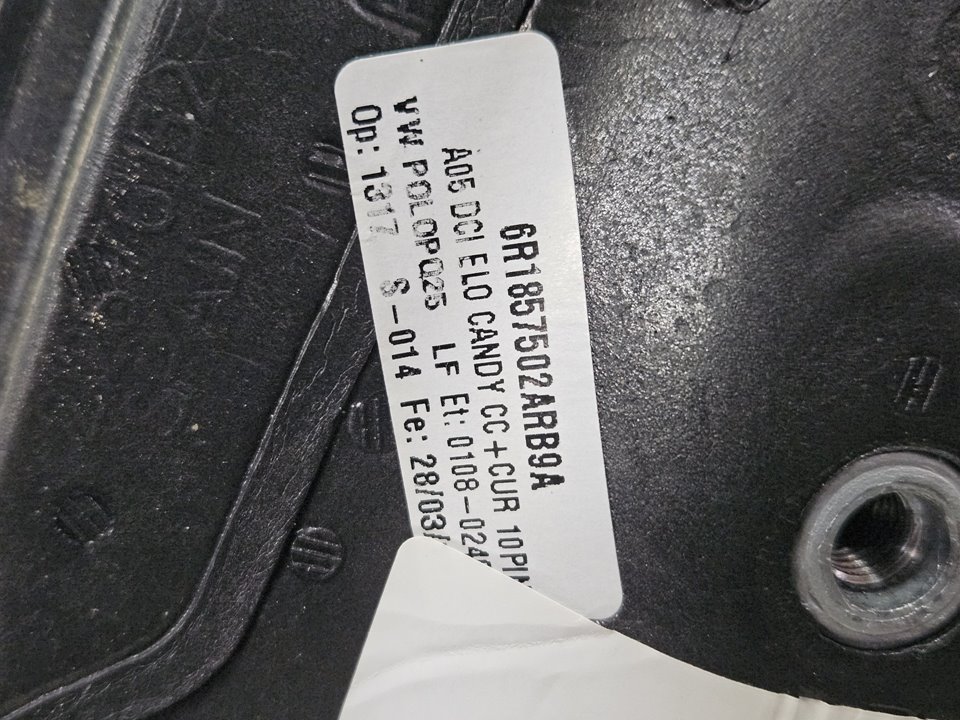 6R1857502ARB9A
A05 DCI ELO CANDY CC+CUR 10PIN
VW POLOPQ25 LF Et: 0108-024
Op: 1317 S-014 Fe: 28/03/